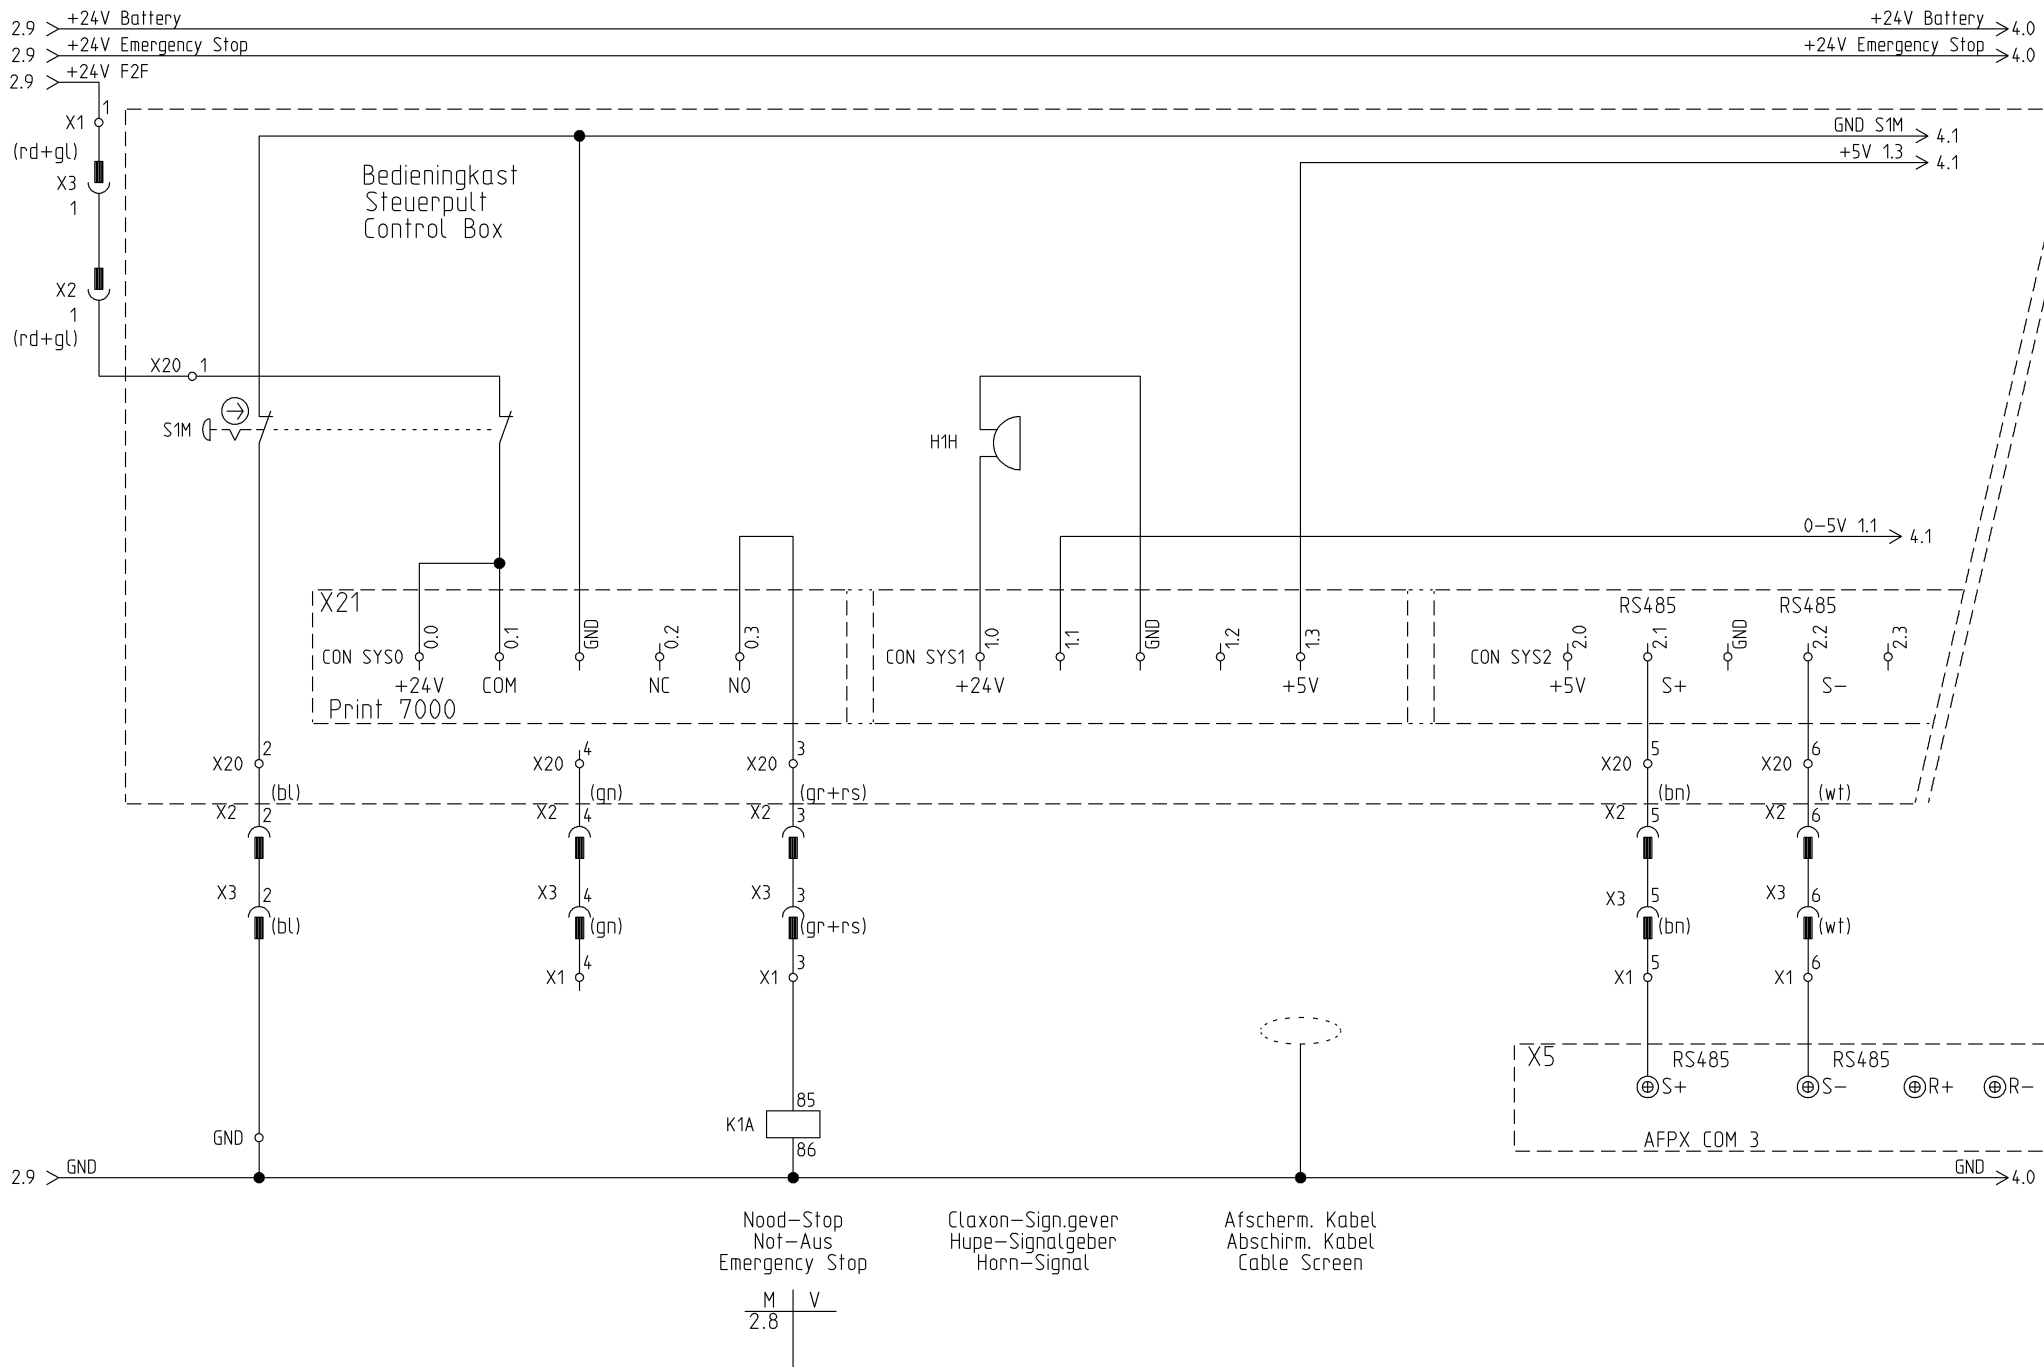 2.9 +24V Battery +24V Battery 4.0
2.9 +24V Emergency Stop +24V Emergency Stop 4.0
2.9 +24V F2F
X1 1
(rd+gl)
X3
1
X2
1
(rd+gl)
GND S1M 4.1
+5V 1.3 4.1
Bedieningkast
Steuerpult
Control Box
X20 1
S1M
H1H
0-5V 1.1 4.1
X21
CON SYS0 0.0 0.1 GND 0.2 0.3
+24V COM NC NO
Print 7000
CON SYS1 1.0 1.1 GND 1.2 1.3
+24V +5V
RS485 RS485
CON SYS2 2.0 2.1 GND 2.2 2.3
+5V S+ S-
X20 2 X20 4 X20 3 X20 5 X20 6
(bl) (gn) (gr+rs) (bn) (wt)
X2 2 X2 4 X2 3 X2 5 X2 6
X3 2 X3 4 X3 3 X3 5 X3 6
(bl) (gn) (gr+rs) (bn) (wt)
X1 4 X1 3 X1 5 X1 6
X5 RS485 RS485
S+ S- R+ R-
AFPX COM 3
85
K1A
86
GND
2.9 GND GND 4.0
Nood-Stop
Not-Aus
Emergency Stop
Claxon-Sign.gever
Hupe-Signalgeber
Horn-Signal
Afscherm. Kabel
Abschirm. Kabel
Cable Screen
M V
2.8